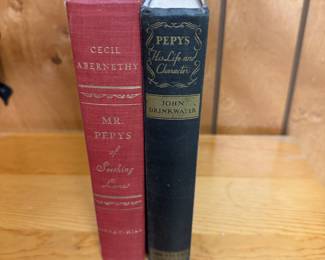 CECIL
ABERNETHY
MR.
PEPYS
of
Seething
Lane
PEPYS
His Life and
Character
JOHN
DRINKWATER